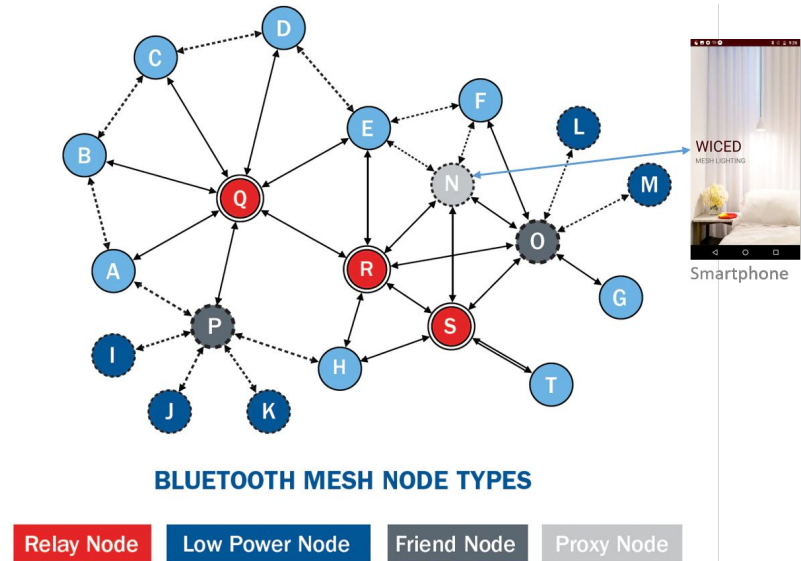 D
C
F
E
L
B
WICED
MESH LIGHTING
N
M
Q
O
A
R
Smartphone
G
P
S
I
H
T
J
K
BLUETOOTH MESH NODE TYPES
Relay Node
Low Power Node
Friend Node
Proxy Node